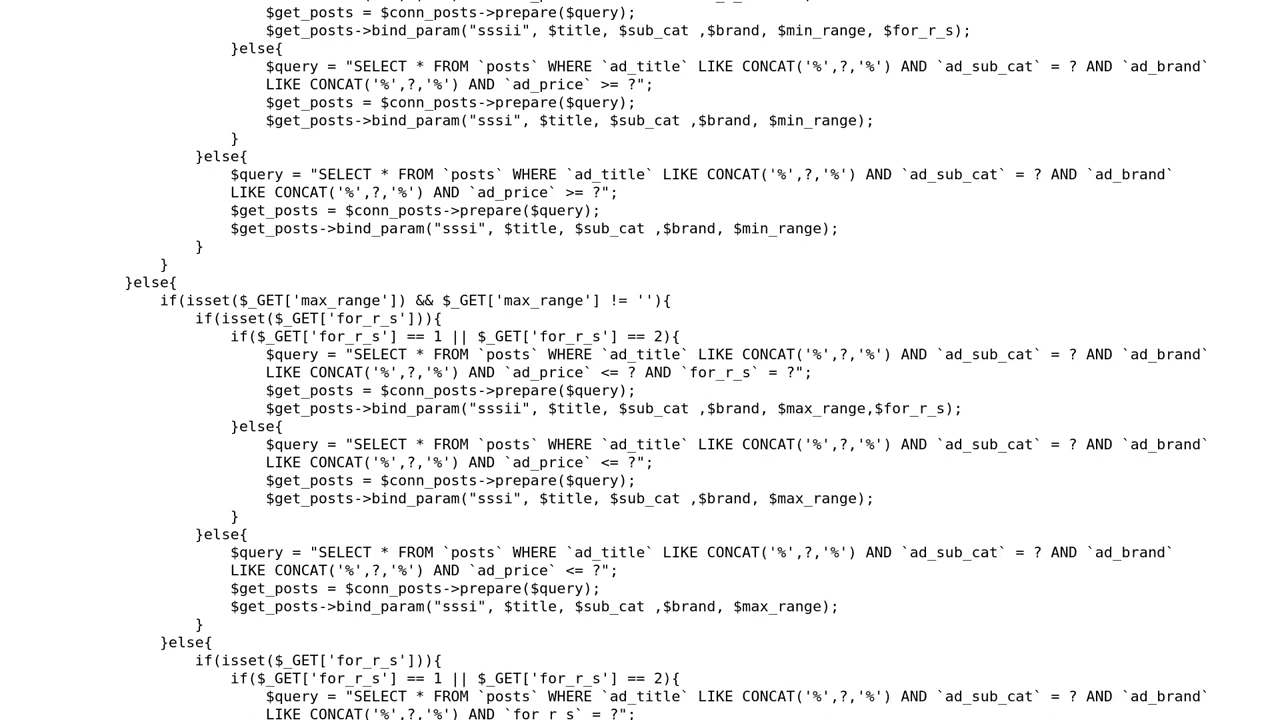 $get_posts = $conn_posts->prepare($query);
$get_posts->bind_param("sssii", $title, $sub_cat ,$brand, $min_range, $for_r_s);
}else{
$query = "SELECT * FROM `posts` WHERE `ad_title` LIKE CONCAT('%',?,'%') AND `ad_sub_cat` = ? AND `ad_brand`
LIKE CONCAT('%',?,'%') AND `ad_price` >= ?";
$get_posts = $conn_posts->prepare($query);
$get_posts->bind_param("sssi", $title, $sub_cat ,$brand, $min_range);
}
}else{
$query = "SELECT * FROM `posts` WHERE `ad_title` LIKE CONCAT('%',?,'%') AND `ad_sub_cat` = ? AND `ad_brand`
LIKE CONCAT('%',?,'%') AND `ad_price` >= ?";
$get_posts = $conn_posts->prepare($query);
$get_posts->bind_param("sssi", $title, $sub_cat ,$brand, $min_range);
}
}
}else{
if(isset($_GET['max_range']) && $_GET['max_range'] != ''){
if(isset($_GET['for_r_s'])){
if($_GET['for_r_s'] == 1 || $_GET['for_r_s'] == 2){
$query = "SELECT * FROM `posts` WHERE `ad_title` LIKE CONCAT('%',?,'%') AND `ad_sub_cat` = ? AND `ad_brand`
LIKE CONCAT('%',?,'%') AND `ad_price` <= ? AND `for_r_s` = ?";
$get_posts = $conn_posts->prepare($query);
$get_posts->bind_param("sssii", $title, $sub_cat ,$brand, $max_range,$for_r_s);
}else{
$query = "SELECT * FROM `posts` WHERE `ad_title` LIKE CONCAT('%',?,'%') AND `ad_sub_cat` = ? AND `ad_brand`
LIKE CONCAT('%',?,'%') AND `ad_price` <= ?";
$get_posts = $conn_posts->prepare($query);
$get_posts->bind_param("sssi", $title, $sub_cat ,$brand, $max_range);
}
}else{
$query = "SELECT * FROM `posts` WHERE `ad_title` LIKE CONCAT('%',?,'%') AND `ad_sub_cat` = ? AND `ad_brand`
LIKE CONCAT('%',?,'%') AND `ad_price` <= ?";
$get_posts = $conn_posts->prepare($query);
$get_posts->bind_param("sssi", $title, $sub_cat ,$brand, $max_range);
}
}else{
if(isset($_GET['for_r_s'])){
if($_GET['for_r_s'] == 1 || $_GET['for_r_s'] == 2){
$query = "SELECT * FROM `posts` WHERE `ad_title` LIKE CONCAT('%',?,'%') AND `ad_sub_cat` = ? AND `ad_brand`
LIKE CONCAT('%',?,'%') AND `for_r_s` = ?";